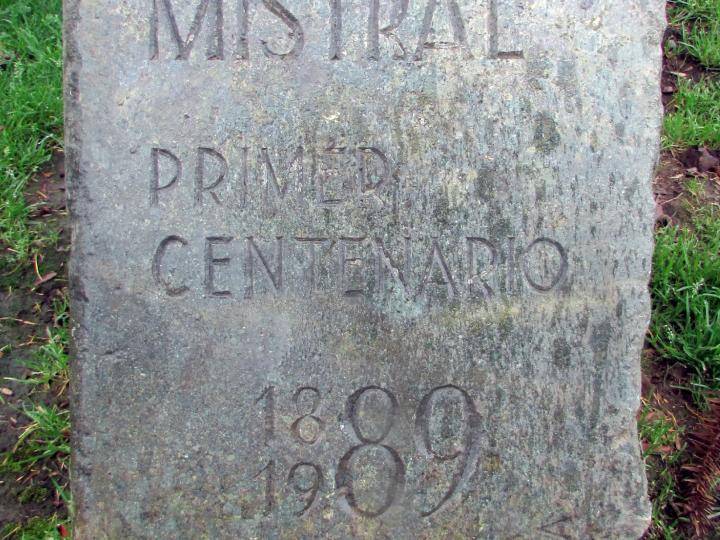 MISTRAL
PRIMER
CENTENARIO
1889
1989